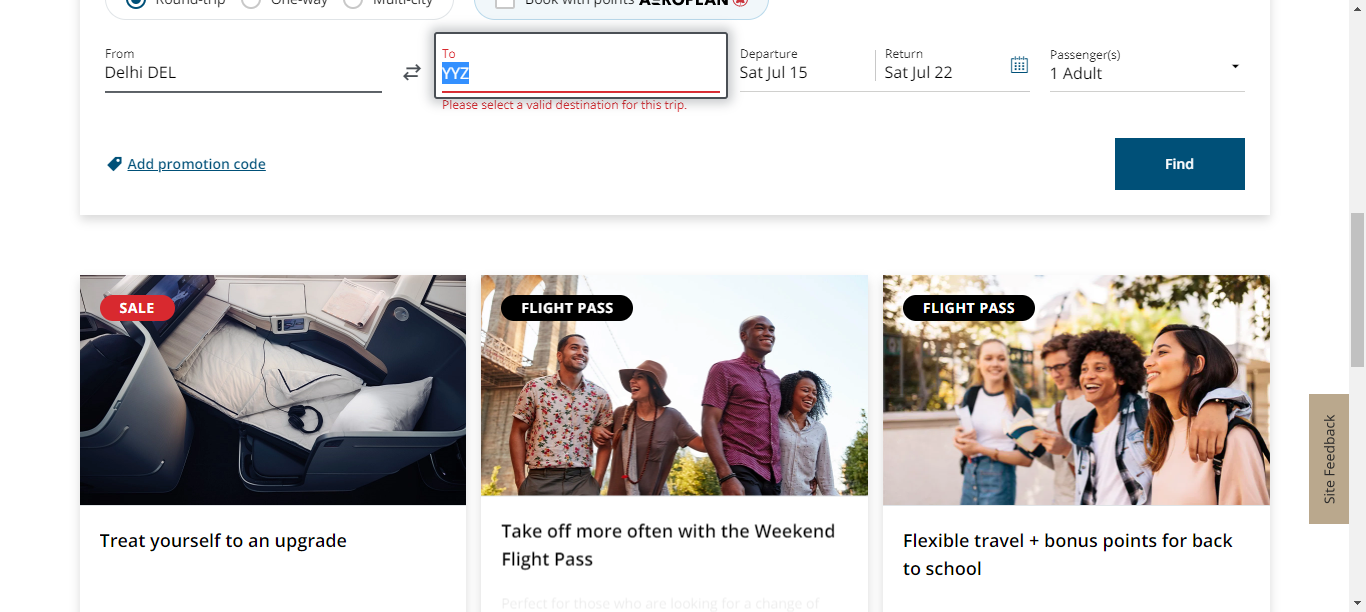 Round-trip One-way Multi-city Book with points AEROPLAN
From
Delhi DEL
To
YYZ
Please select a valid destination for this trip.
Departure
Sat Jul 15
Return
Sat Jul 22
Passenger(s)
1 Adult
Add promotion code
Find
SALE
Treat yourself to an upgrade
FLIGHT PASS
Take off more often with the Weekend
Flight Pass
Perfect for those who are looking for a change of
FLIGHT PASS
Flexible travel + bonus points for back
to school
Site Feedback